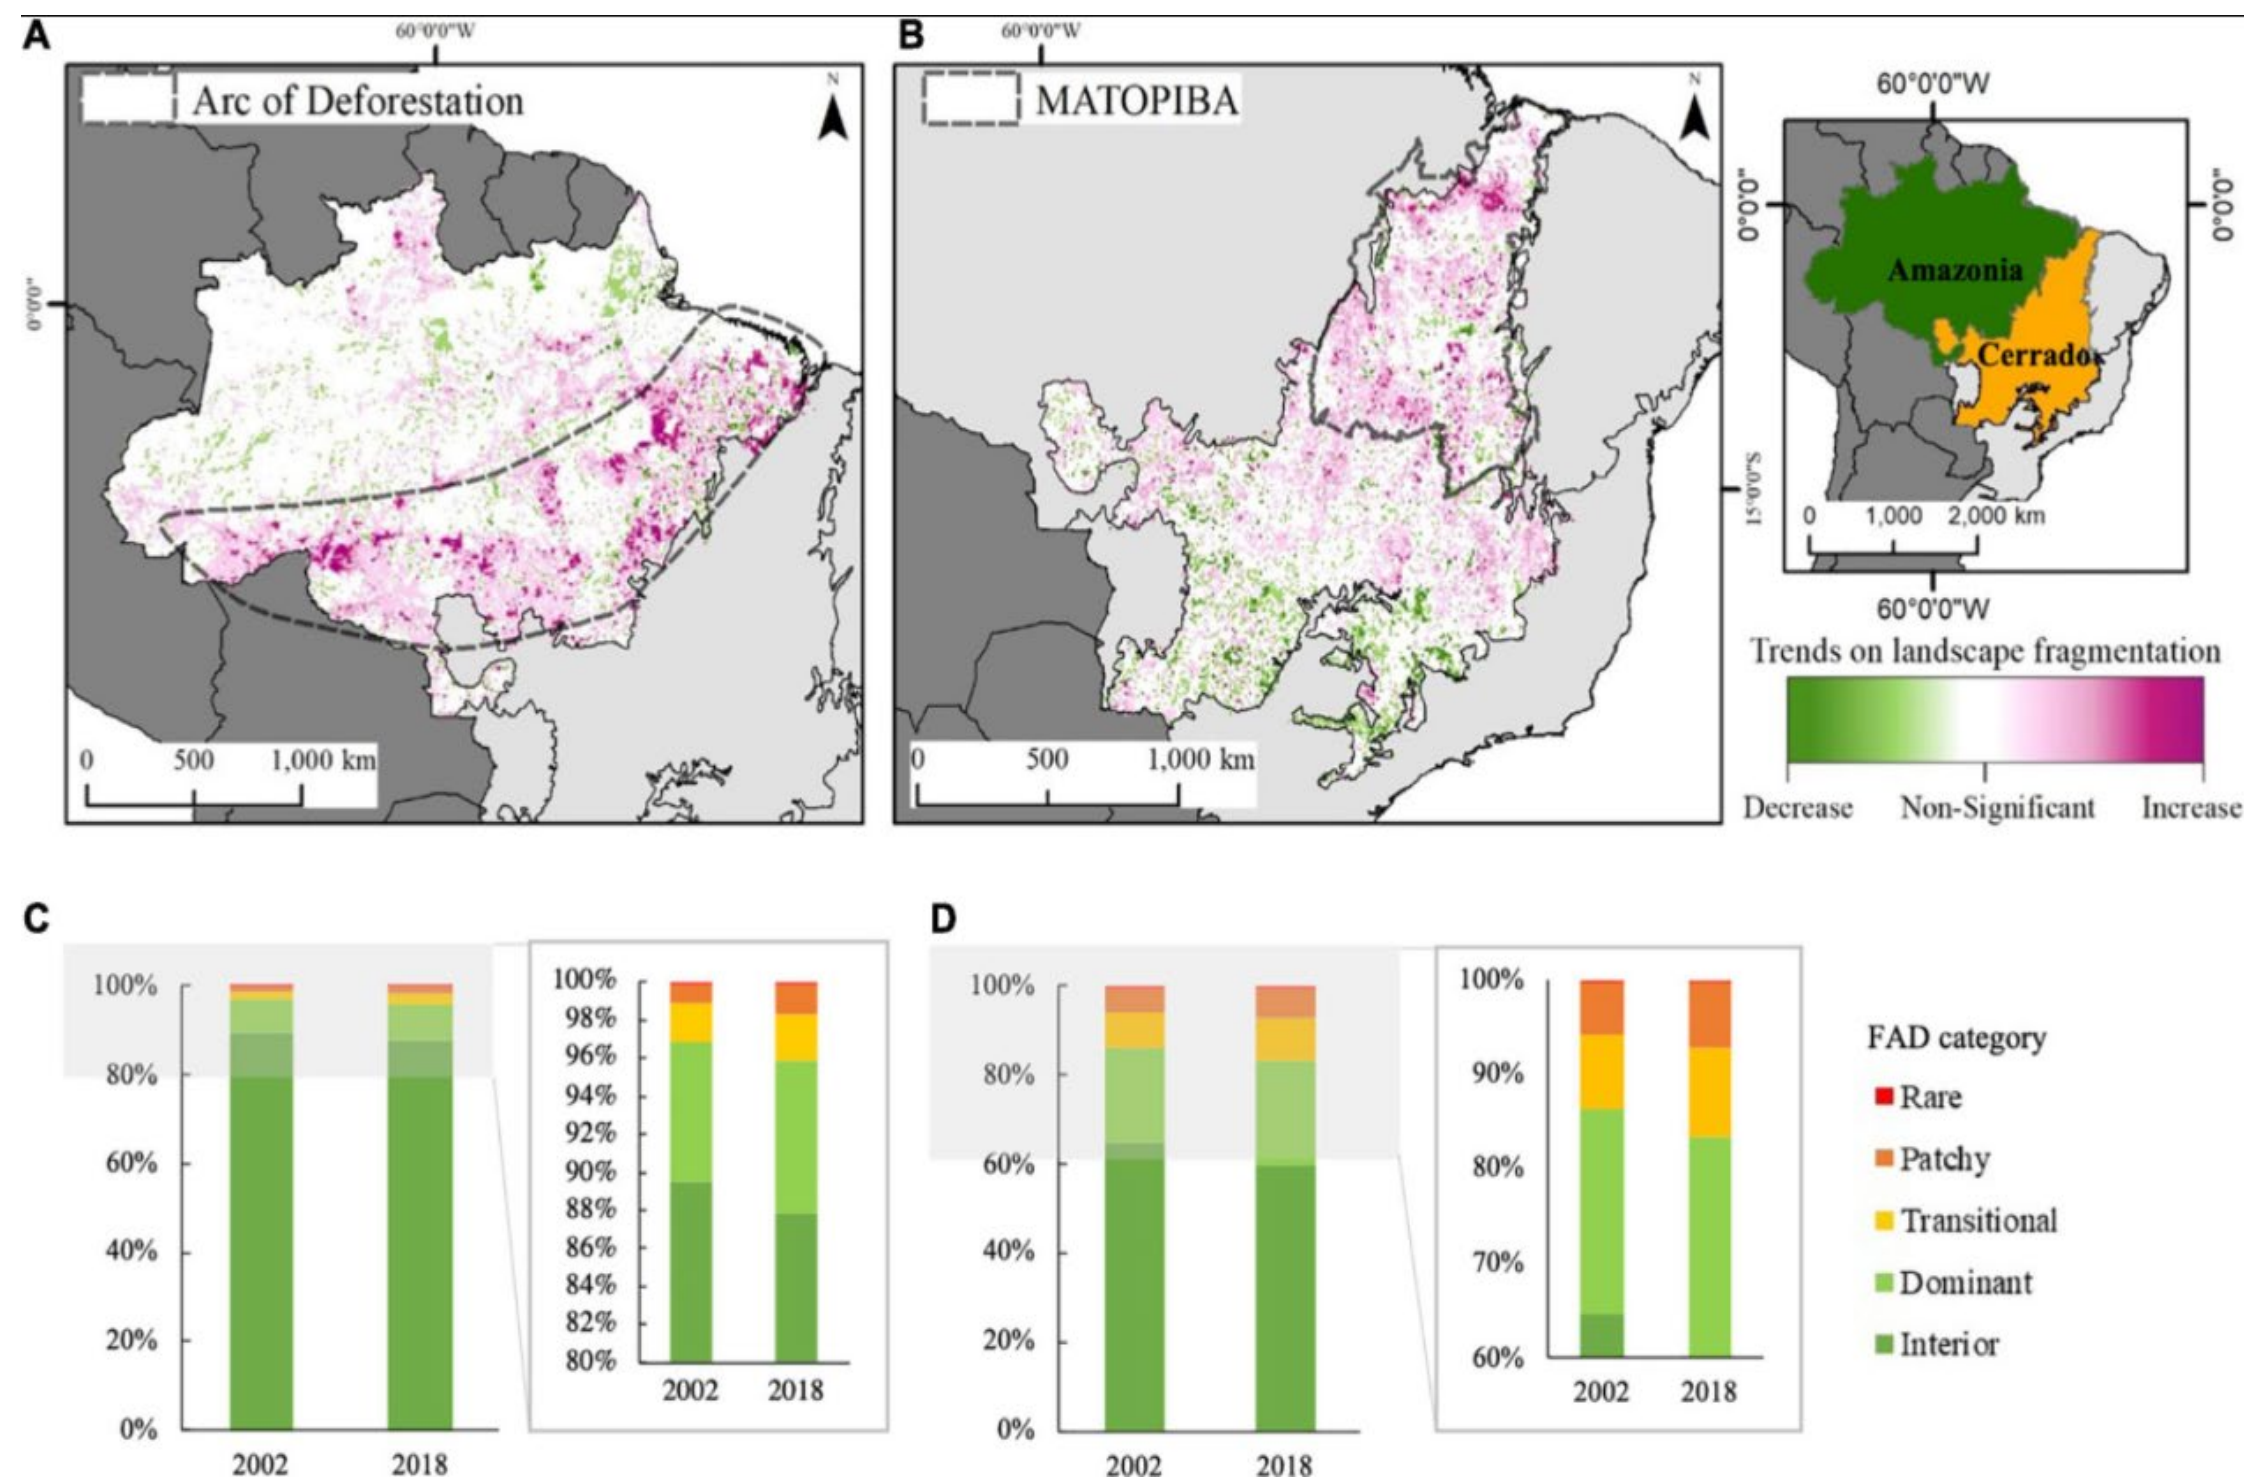 A
60°0'0"W
Arc of Deforestation
N
0°0'0"
0 500 1,000 km
B
60°0'0"W
MATOPIBA
N
15°0'0"S
0 500 1,000 km
60°0'0"W
0°0'0"
0°0'0"
Amazonia
Cerrado
0 1,000 2,000 km
60°0'0"W
Trends on landscape fragmentation
Decrease Non-Significant Increase
C
100%
80%
60%
40%
20%
0%
2002 2018
100%
98%
96%
94%
92%
90%
88%
86%
84%
82%
80%
2002 2018
D
100%
80%
60%
40%
20%
0%
2002 2018
100%
90%
80%
70%
60%
2002 2018
FAD category
Rare
Patchy
Transitional
Dominant
Interior